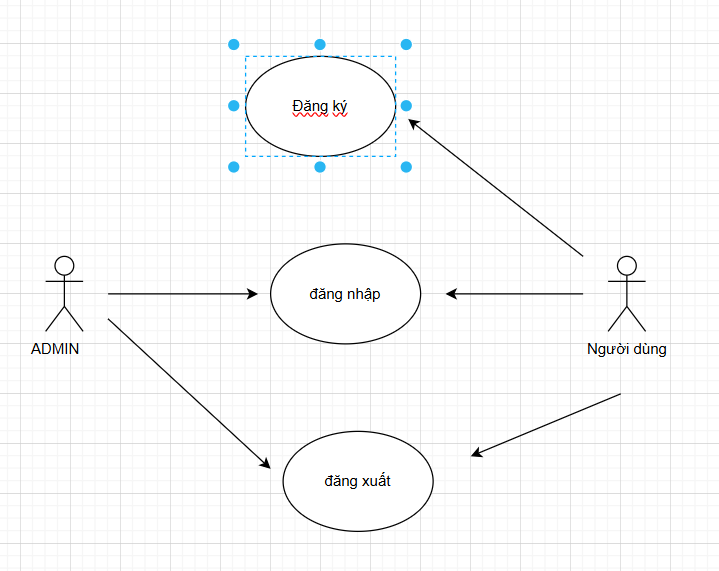 Đăng ký
đăng nhập
ADMIN
Người dùng
đăng xuất